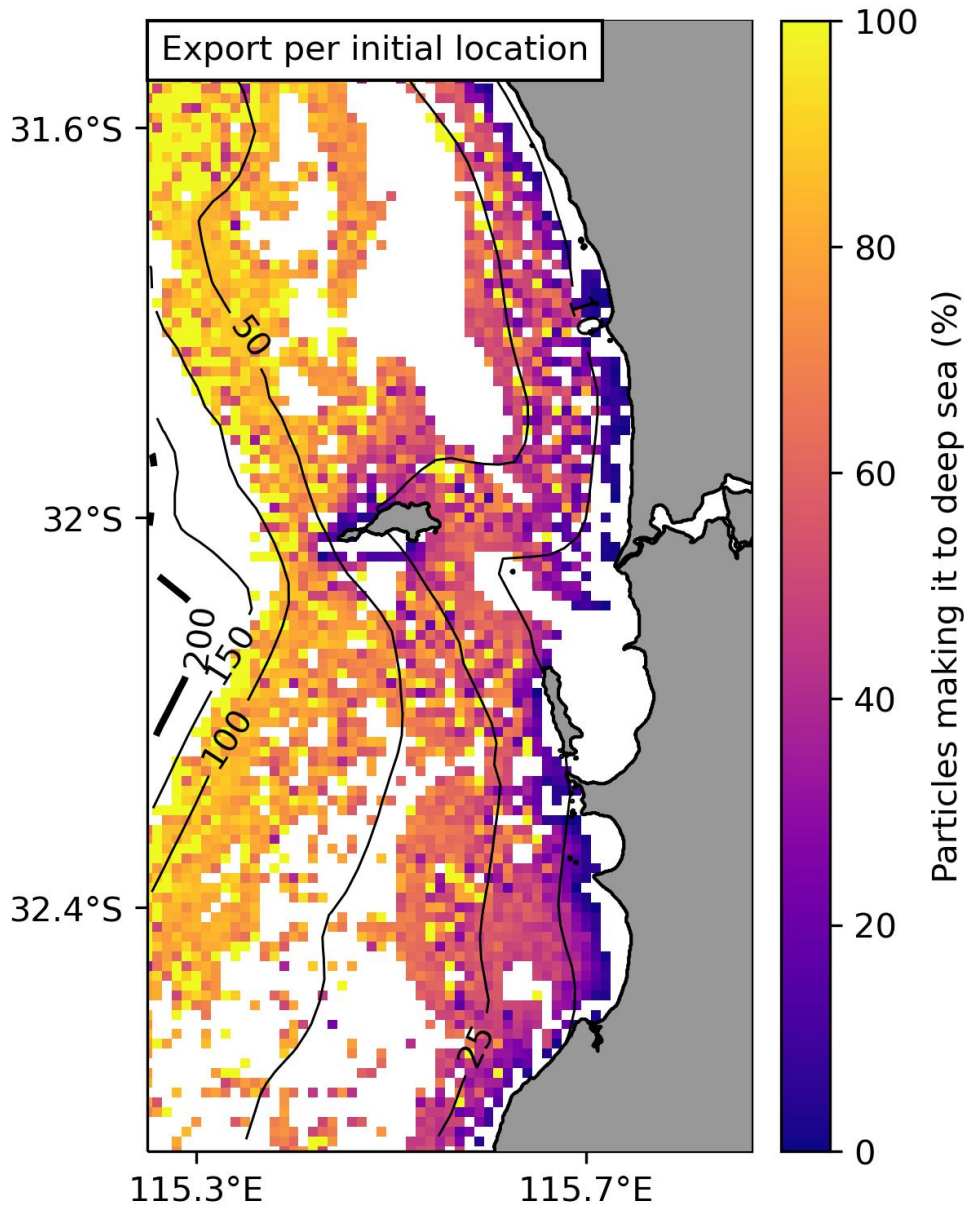 Export per initial location
31.6°S
32°S
32.4°S
115.3°E
115.7°E
50
10
200
150
100
25
100
80
60
40
20
0
Particles making it to deep sea (%)